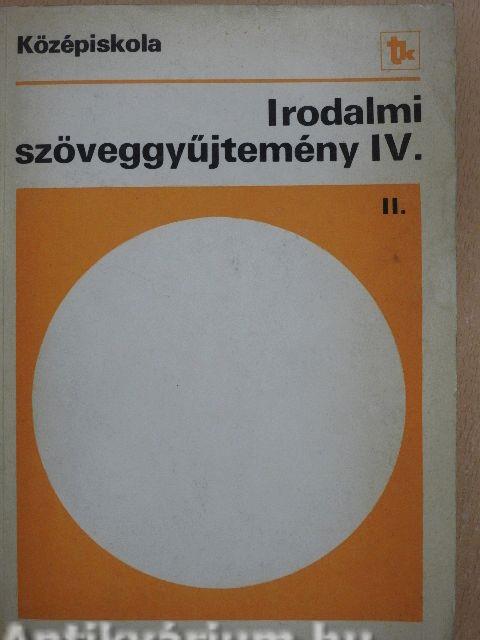 Középiskola
tk
Irodalmi
szöveggyűjtemény IV.
II.
Antikvárium.hu